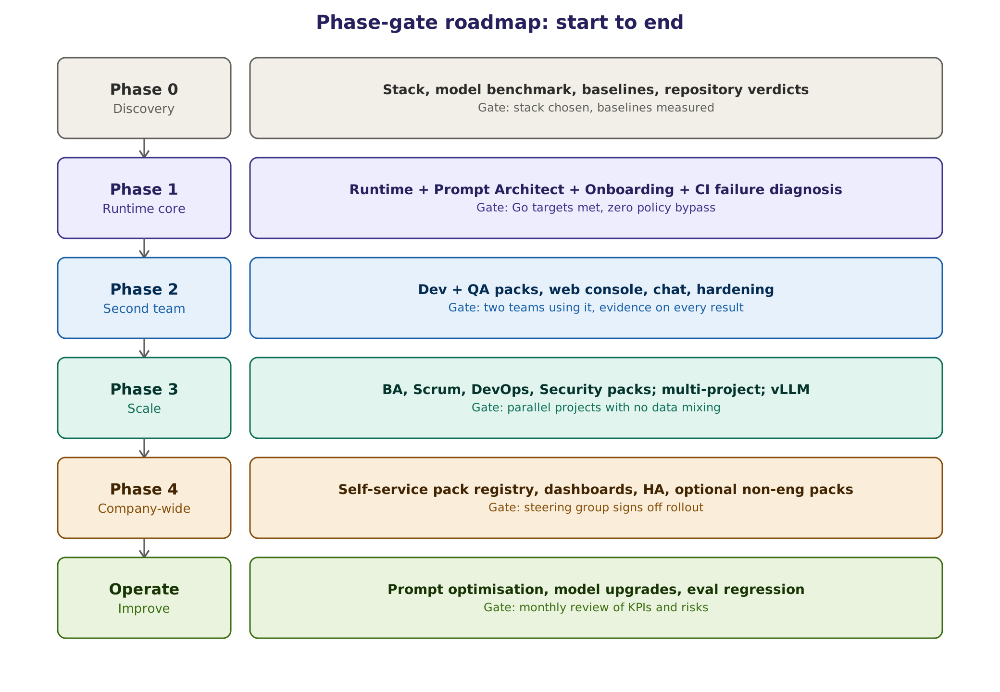 Phase-gate roadmap: start to end
Phase 0
Discovery
Stack, model benchmark, baselines, repository verdicts
Gate: stack chosen, baselines measured
Phase 1
Runtime core
Runtime + Prompt Architect + Onboarding + CI failure diagnosis
Gate: Go targets met, zero policy bypass
Phase 2
Second team
Dev + QA packs, web console, chat, hardening
Gate: two teams using it, evidence on every result
Phase 3
Scale
BA, Scrum, DevOps, Security packs; multi-project; vLLM
Gate: parallel projects with no data mixing
Phase 4
Company-wide
Self-service pack registry, dashboards, HA, optional non-eng packs
Gate: steering group signs off rollout
Operate
Improve
Prompt optimisation, model upgrades, eval regression
Gate: monthly review of KPIs and risks